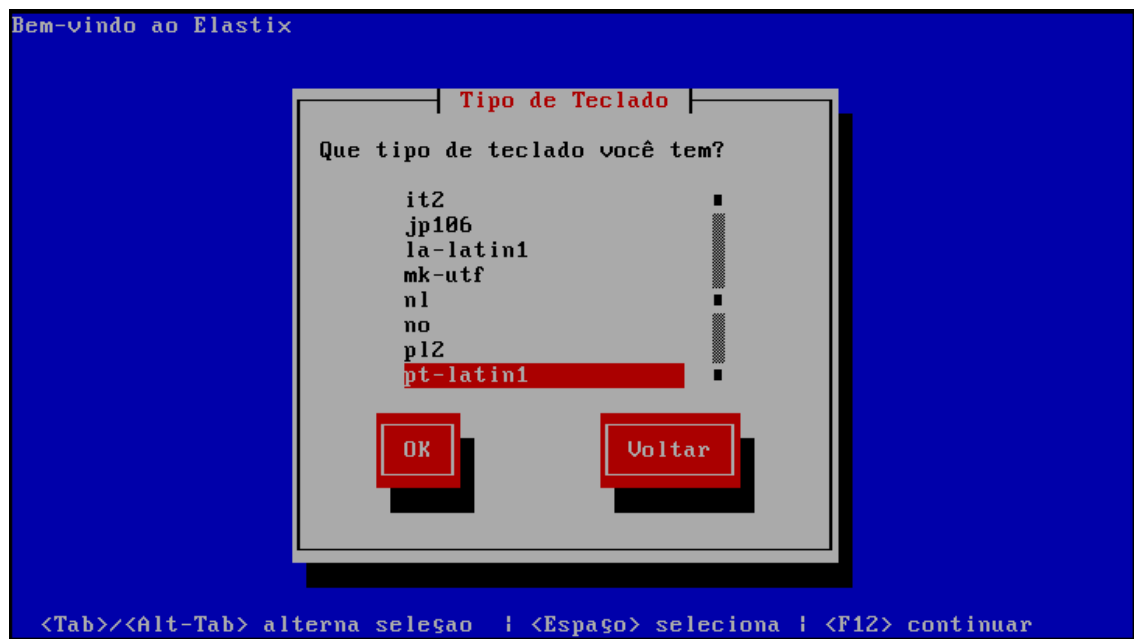 Bem-vindo ao Elastix
Tipo de Teclado
Que tipo de teclado você tem?
it2
jp106
la-latin1
mk-utf
nl
no
pl2
pt-latin1
OK
Voltar
<Tab>/<Alt-Tab> alterna seleçao | <Espaço> seleciona | <F12> continuar